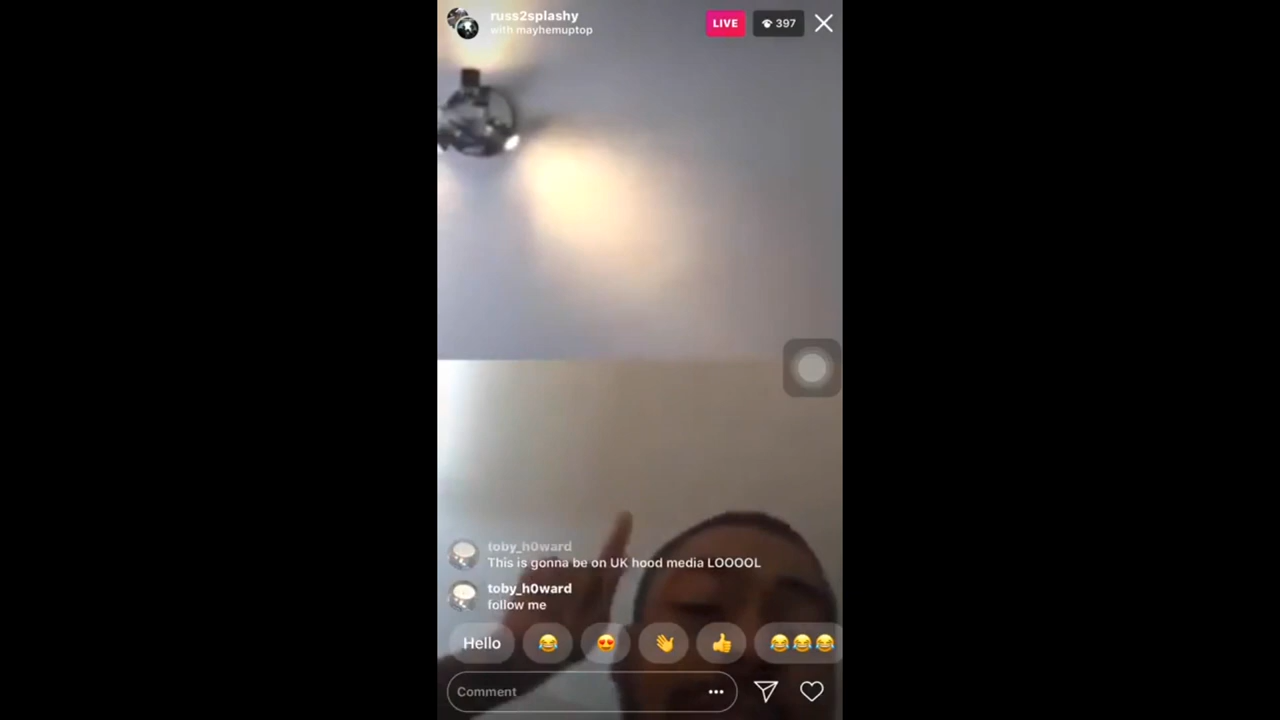 russ2splashy
with mayhemuptop
LIVE
397
toby_h0ward
This is gonna be on UK hood media LOOOOL
toby_h0ward
follow me
Hello
Comment